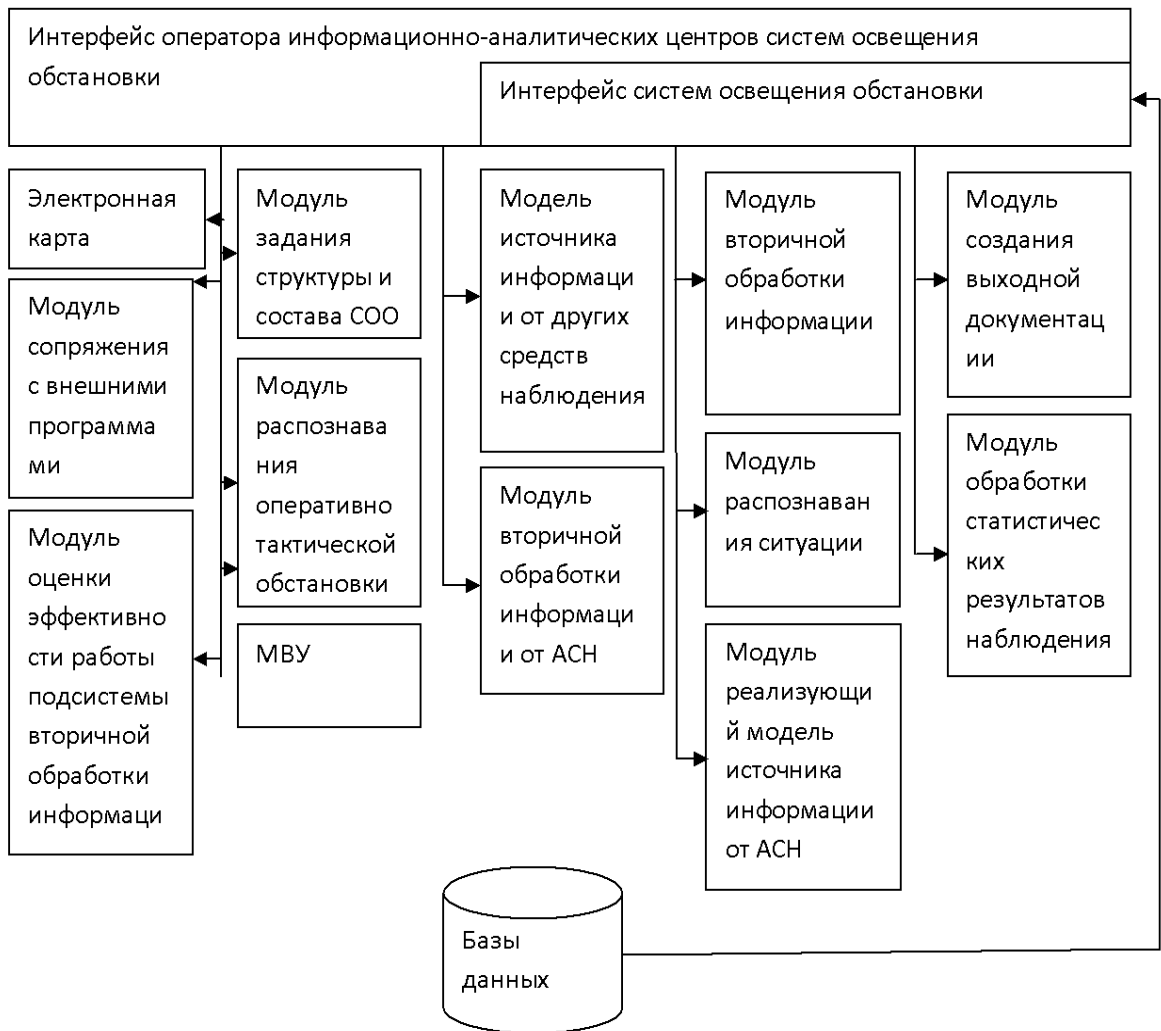 Интерфейс оператора информационно-аналитических центров систем освещения
обстановки
Интерфейс систем освещения обстановки
Электронная
карта
Модуль
сопряжения
с внешними
программа
ми
Модуль
оценки
эффективно
сти работы
подсистемы
вторичной
обработки
информаци
Модуль
задания
структуры и
состава СОО
Модуль
распознава
ния
оперативно
тактической
обстановки
МВУ
Модель
источника
информаци
и от других
средств
наблюдения
Модуль
вторичной
обработки
информаци
и от АСН
Модуль
вторичной
обработки
информации
Модуль
распознаван
ия ситуации
Модуль
реализующи
й модель
источника
информации
от АСН
Модуль
создания
выходной
документац
ии
Модуль
обработки
статистичес
ких
результатов
наблюдения
Базы
данных